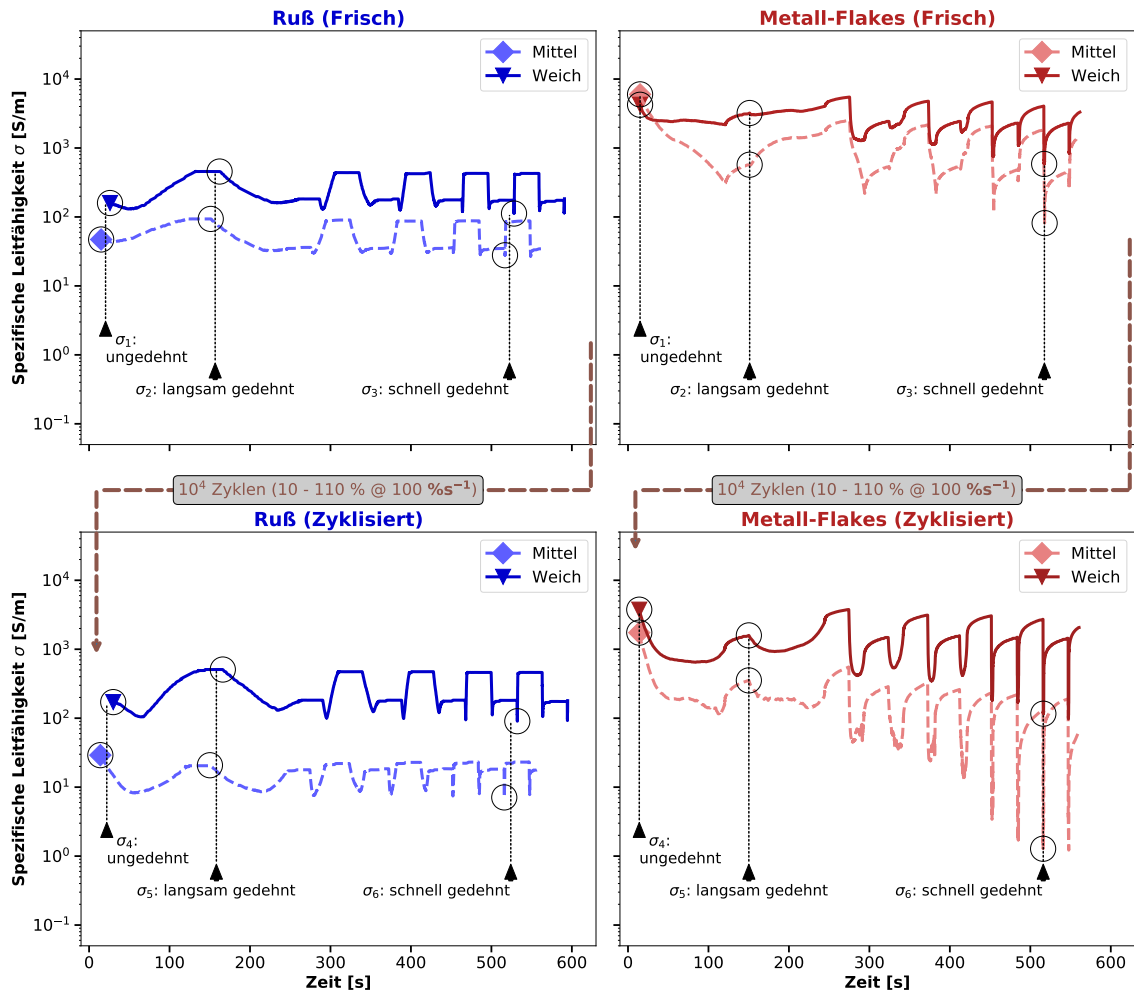 Ruß (Frisch)
Metall-Flakes (Frisch)
Spezifische Leitfähigkeit σ [S/m]
10⁴
10³
10²
10¹
10⁰
10⁻¹
Mittel
Weich
σ₁:
ungedehnt
σ₂: langsam gedehnt
σ₃: schnell gedehnt
Mittel
Weich
σ₁:
ungedehnt
σ₂: langsam gedehnt
σ₃: schnell gedehnt
10⁴ Zyklen (10 - 110 % @ 100 %s⁻¹)
10⁴ Zyklen (10 - 110 % @ 100 %s⁻¹)
Ruß (Zyklisiert)
Metall-Flakes (Zyklisiert)
Spezifische Leitfähigkeit σ [S/m]
10⁴
10³
10²
10¹
10⁰
10⁻¹
Mittel
Weich
σ₄:
ungedehnt
σ₅: langsam gedehnt
σ₆: schnell gedehnt
0 100 200 300 400 500 600
Zeit [s]
Mittel
Weich
σ₄:
ungedehnt
σ₅: langsam gedehnt
σ₆: schnell gedehnt
0 100 200 300 400 500 600
Zeit [s]